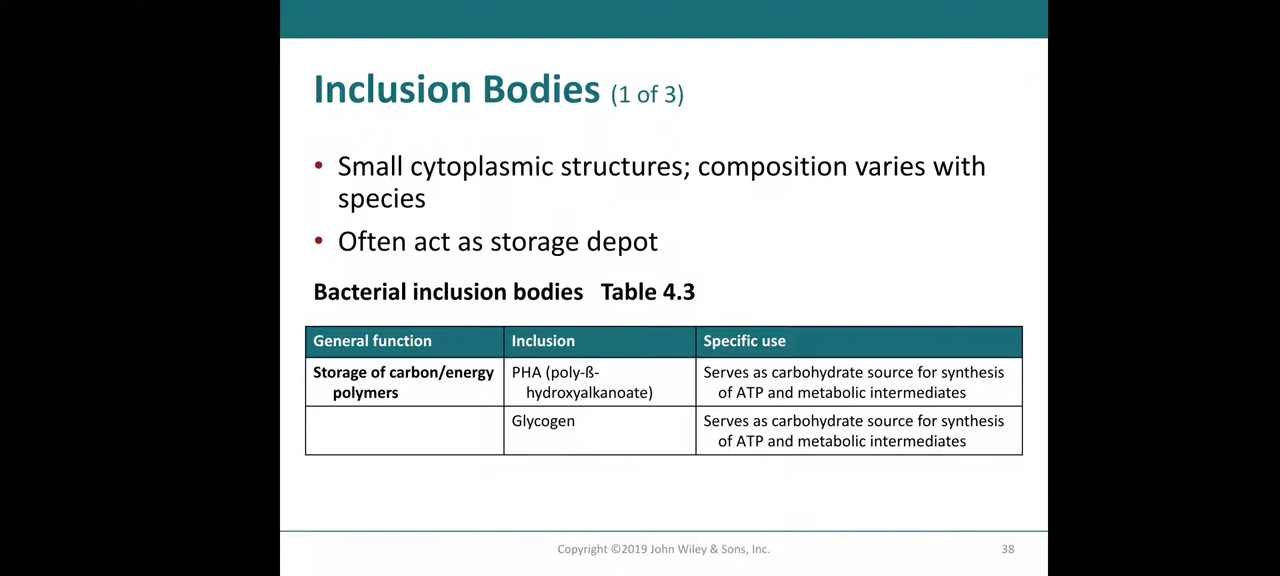 Inclusion Bodies (1 of 3)
• Small cytoplasmic structures; composition varies with
species
• Often act as storage depot
Bacterial inclusion bodies Table 4.3
General function Inclusion Specific use
Storage of carbon/energy PHA (poly-ß- Serves as carbohydrate source for synthesis
polymers hydroxyalkanoate) of ATP and metabolic intermediates
Glycogen Serves as carbohydrate source for synthesis
of ATP and metabolic intermediates
Copyright ©2019 John Wiley & Sons, Inc. 38